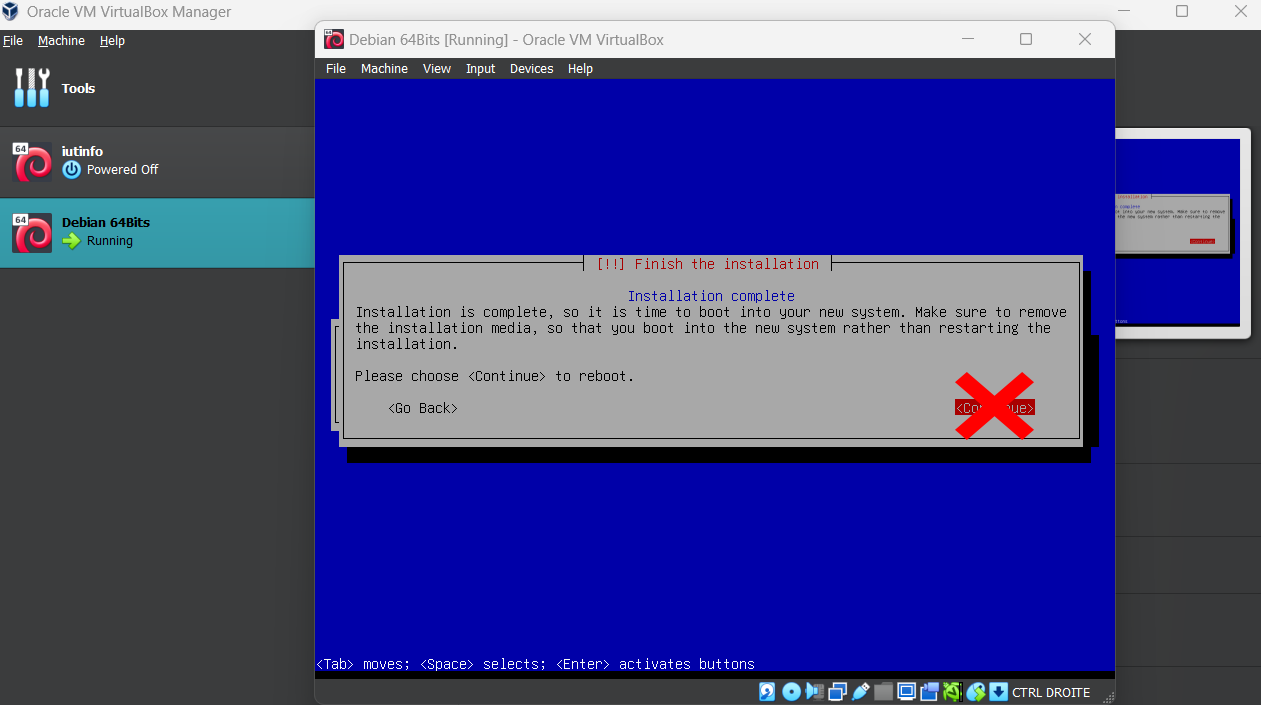 Oracle VM VirtualBox Manager
File Machine Help
Tools
64
iutinfo
Powered Off
64
Debian 64Bits
Running
64
Debian 64Bits [Running] - Oracle VM VirtualBox
File Machine View Input Devices Help
[!!] Finish the installation
Installation complete
Installation is complete, so it is time to boot into your new system. Make sure to remove
the installation media, so that you boot into the new system rather than restarting the
installation.
Please choose <Continue> to reboot.
<Go Back>
<Tab> moves; <Space> selects; <Enter> activates buttons
CTRL DROITE